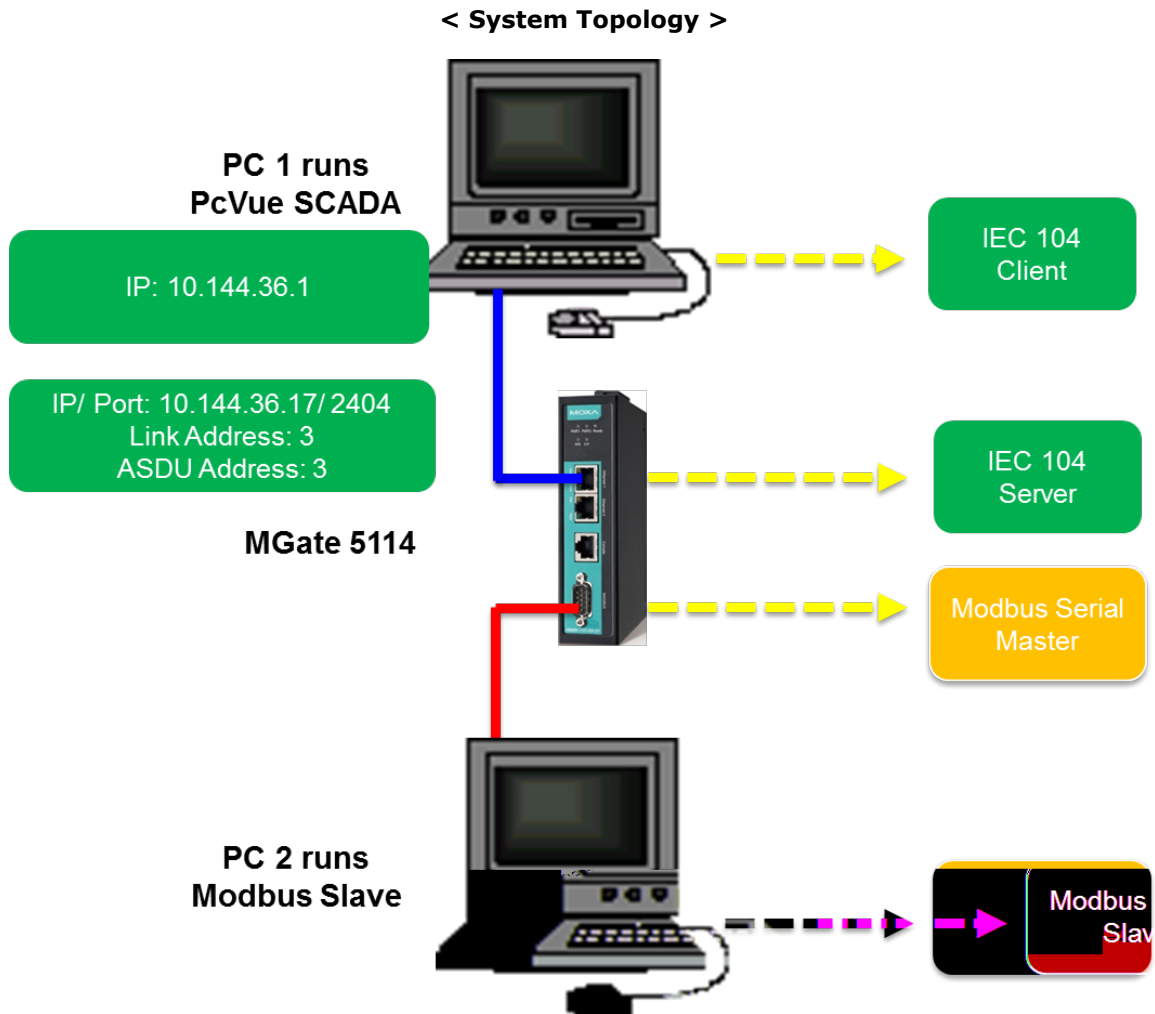 < System Topology >
PC 1 runs
PcVue SCADA
IP: 10.144.36.1
IEC 104
Client
IP/ Port: 10.144.36.17/ 2404
Link Address: 3
ASDU Address: 3
MOXA
IEC 104
Server
MGate 5114
Modbus Serial
Master
PC 2 runs
Modbus Slave
Modbus
Slav